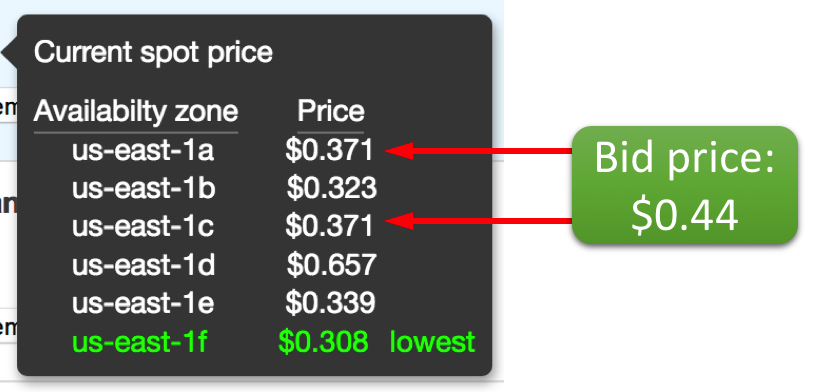 Current spot price
Availabilty zone Price
us-east-1a $0.371
us-east-1b $0.323
us-east-1c $0.371
us-east-1d $0.657
us-east-1e $0.339
us-east-1f $0.308 lowest
Bid price:
$0.44
em
an
em